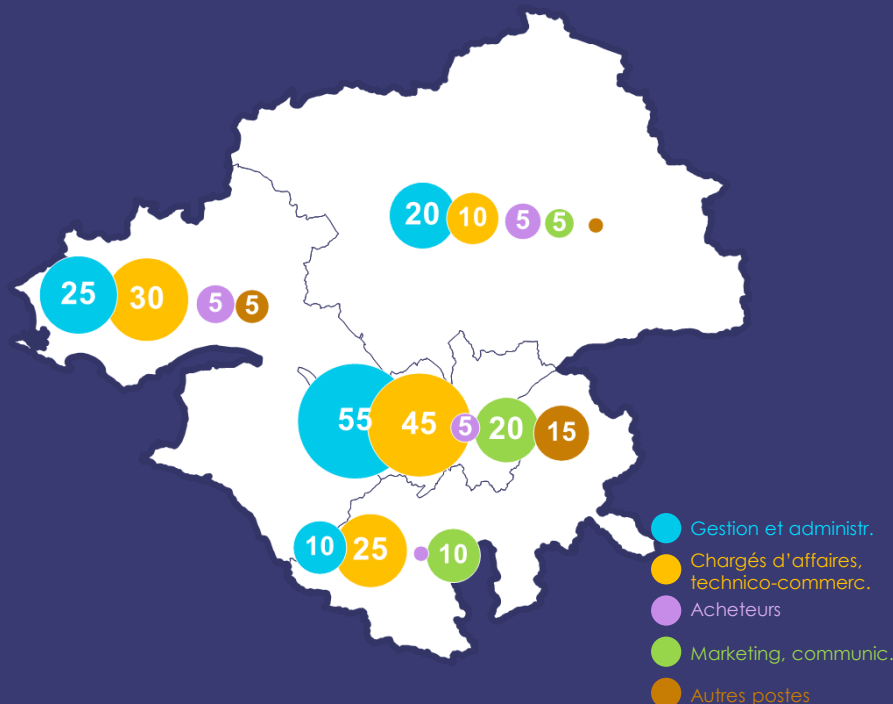 20 10 5 5
25 30 5 5
55 45 5 20 15
10 25 10
Gestion et administr.
Chargés d'affaires,
technico-commerc.
Acheteurs
Marketing, communic.
Autres postes